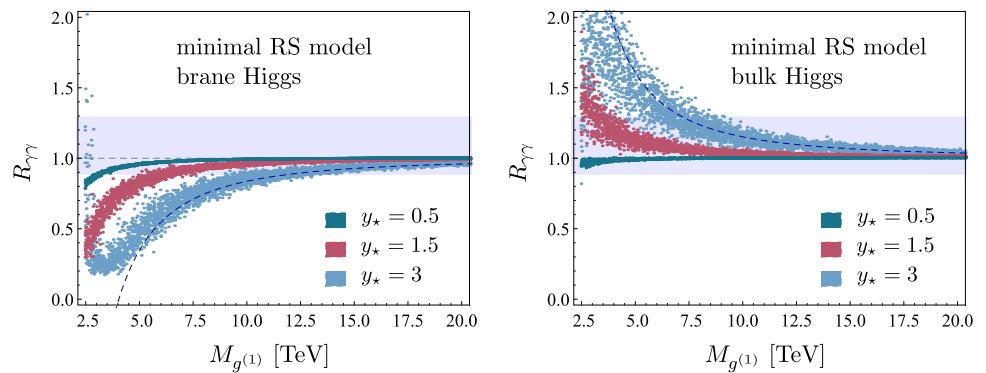 2.0
1.5
1.0
0.5
0.0
R_γγ
minimal RS model
brane Higgs
y⋆ = 0.5
y⋆ = 1.5
y⋆ = 3
2.5 5.0 7.5 10.0 12.5 15.0 17.5 20.0
M_g^(1) [TeV]
2.0
1.5
1.0
0.5
0.0
R_γγ
minimal RS model
bulk Higgs
y⋆ = 0.5
y⋆ = 1.5
y⋆ = 3
2.5 5.0 7.5 10.0 12.5 15.0 17.5 20.0
M_g^(1) [TeV]